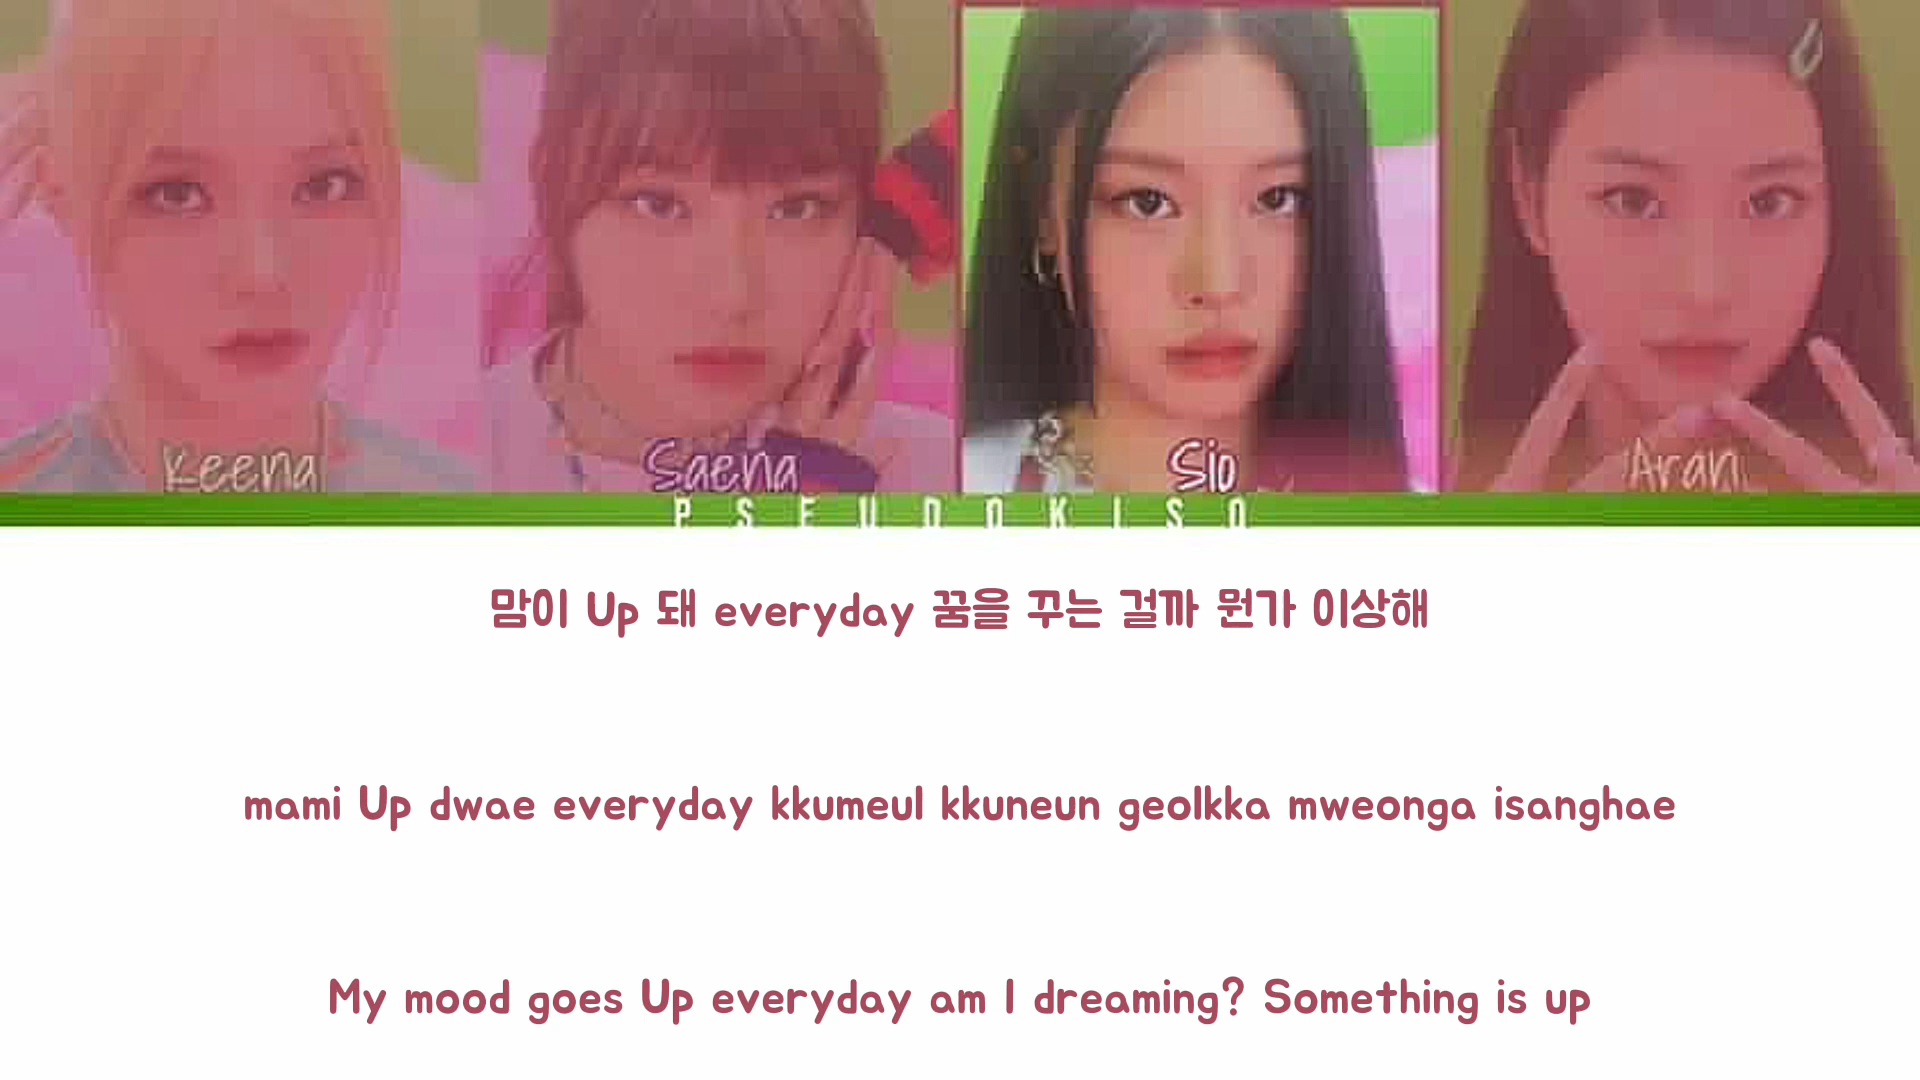 Keena
Saena
Sio
Aran
PSEUDOKISO
맘이 Up 돼 everyday 꿈을 꾸는 걸까 뭔가 이상해
mami Up dwae everyday kkumeul kkuneun geolkka mweonga isanghae
My mood goes Up everyday am I dreaming? Something is up